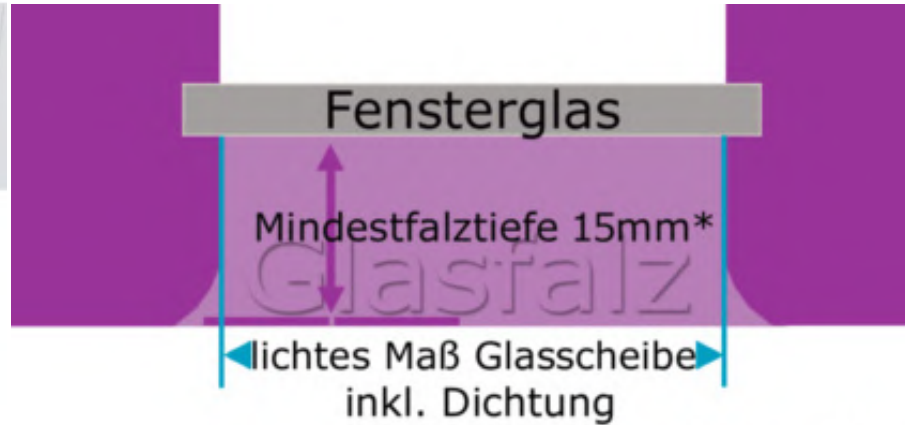 Fensterglas
Mindestfalztiefe 15mm*
Glasfalz
lichtes Maß Glasscheibe
inkl. Dichtung